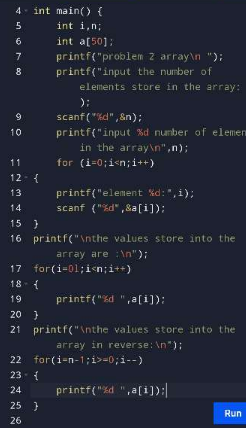 4 int main() {
5 int i,n;
6 int a[50];
7 printf("problem 2 array\n ");
8 printf("input the number of
elements store in the array:
);
9 scanf("%d",&n);
10 printf("input %d number of elemen
in the array\n",n);
11 for (i=0;i<n;i++)
12 {
13 printf("element %d:",i);
14 scanf ("%d",&a[i]);
15 }
16 printf("\nthe values store into the
array are :\n");
17 for(i=0l;i<n;i++)
18 {
19 printf("%d ",a[i]);
20 }
21 printf("\nthe values store into the
array in reverse:\n");
22 for(i=n-1;i>=0;i--)
23 {
24 printf("%d ",a[i]);
25 }
26
Run